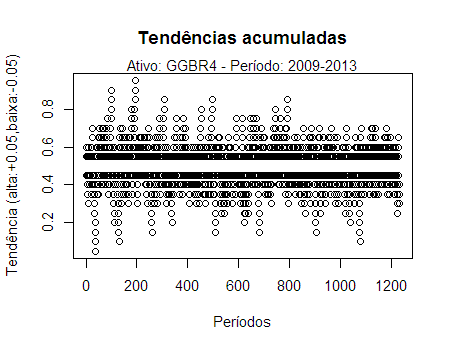 Tendências acumuladas
Ativo: GGBR4 - Período: 2009-2013
Tendência (alta:+0.05,baixa:-0.05)
0.8
0.6
0.4
0.2
0 200 400 600 800 1000 1200
Períodos